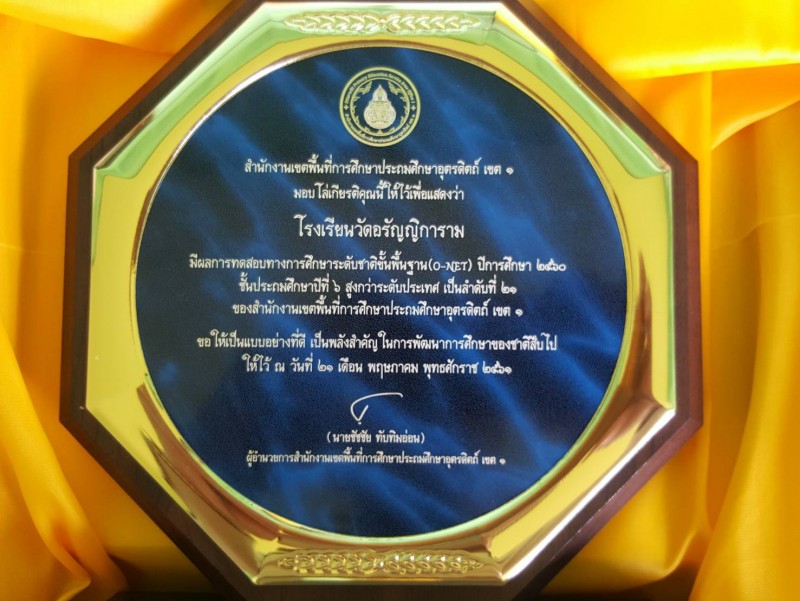 สำนักงานเขตพื้นที่การศึกษาประถมศึกษาอุตรดิตถ์ เขต ๑
มอบโล่เกียรติคุณนี้ให้ไว้เพื่อแสดงว่า
โรงเรียนวัดอรัญญิการาม
มีผลการทดสอบทางการศึกษาระดับชาติขั้นพื้นฐาน(O-NET) ปีการศึกษา ๒๕๖๐
ชั้นประถมศึกษาปีที่ ๖ สูงกว่าระดับประเทศ เป็นลำดับที่ ๒๑
ของสำนักงานเขตพื้นที่การศึกษาประถมศึกษาอุตรดิตถ์ เขต ๑
ขอให้เป็นแบบอย่างที่ดี เป็นพลังสำคัญในการพัฒนาการศึกษาของชาติสืบไป
ให้ไว้ ณ วันที่ ๒๑ เดือน พฤษภาคม พุทธศักราช ๒๕๖๑
(นายชัชชัย ทับทิมอ่อน)
ผู้อำนวยการสำนักงานเขตพื้นที่การศึกษาประถมศึกษาอุตรดิตถ์ เขต ๑